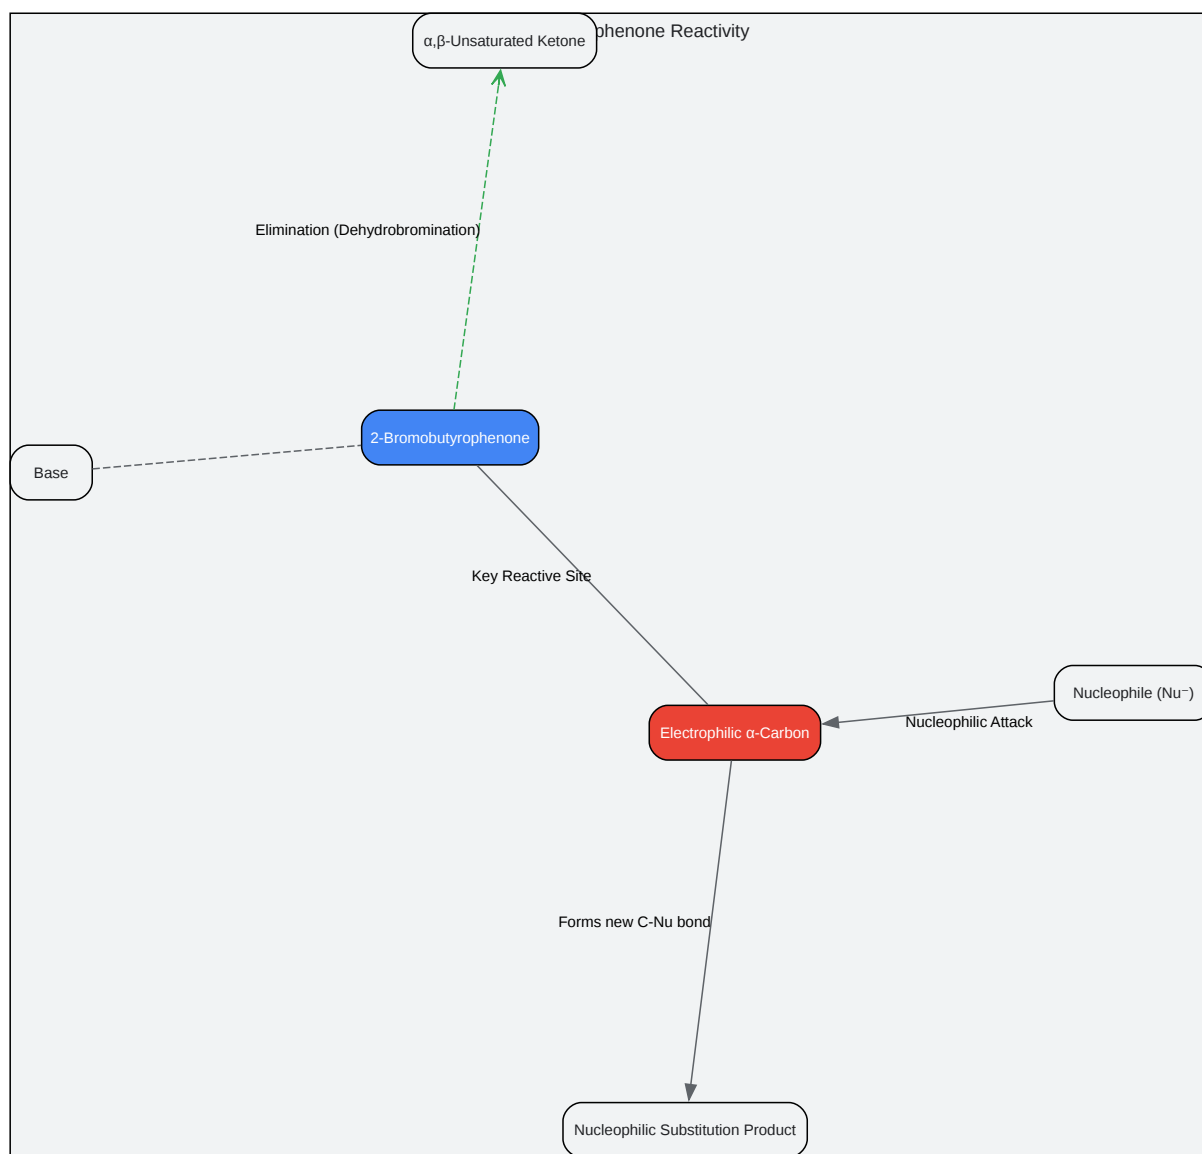 α,β-Unsaturated Ketone
phenone Reactivity
Elimination (Dehydrobromination)
2-Bromobutyrophenone
Base
Key Reactive Site
Nucleophile (Nu⁻)
Nucleophilic Attack
Electrophilic α-Carbon
Forms new C-Nu bond
Nucleophilic Substitution Product